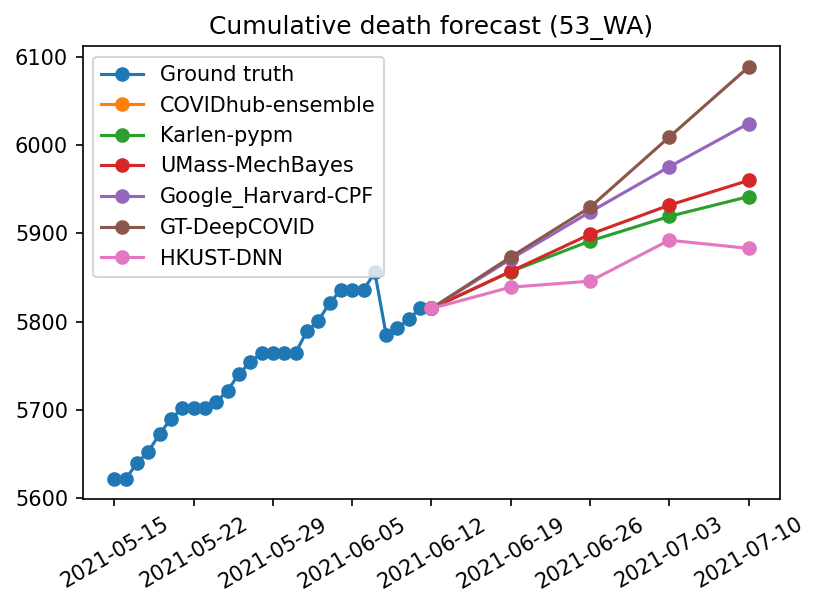 Cumulative death forecast (53_WA)
6100
6000
5900
5800
5700
5600
Ground truth
COVIDhub-ensemble
Karlen-pypm
UMass-MechBayes
Google_Harvard-CPF
GT-DeepCOVID
HKUST-DNN
2021-05-15
2021-05-22
2021-05-29
2021-06-05
2021-06-12
2021-06-19
2021-06-26
2021-07-03
2021-07-10